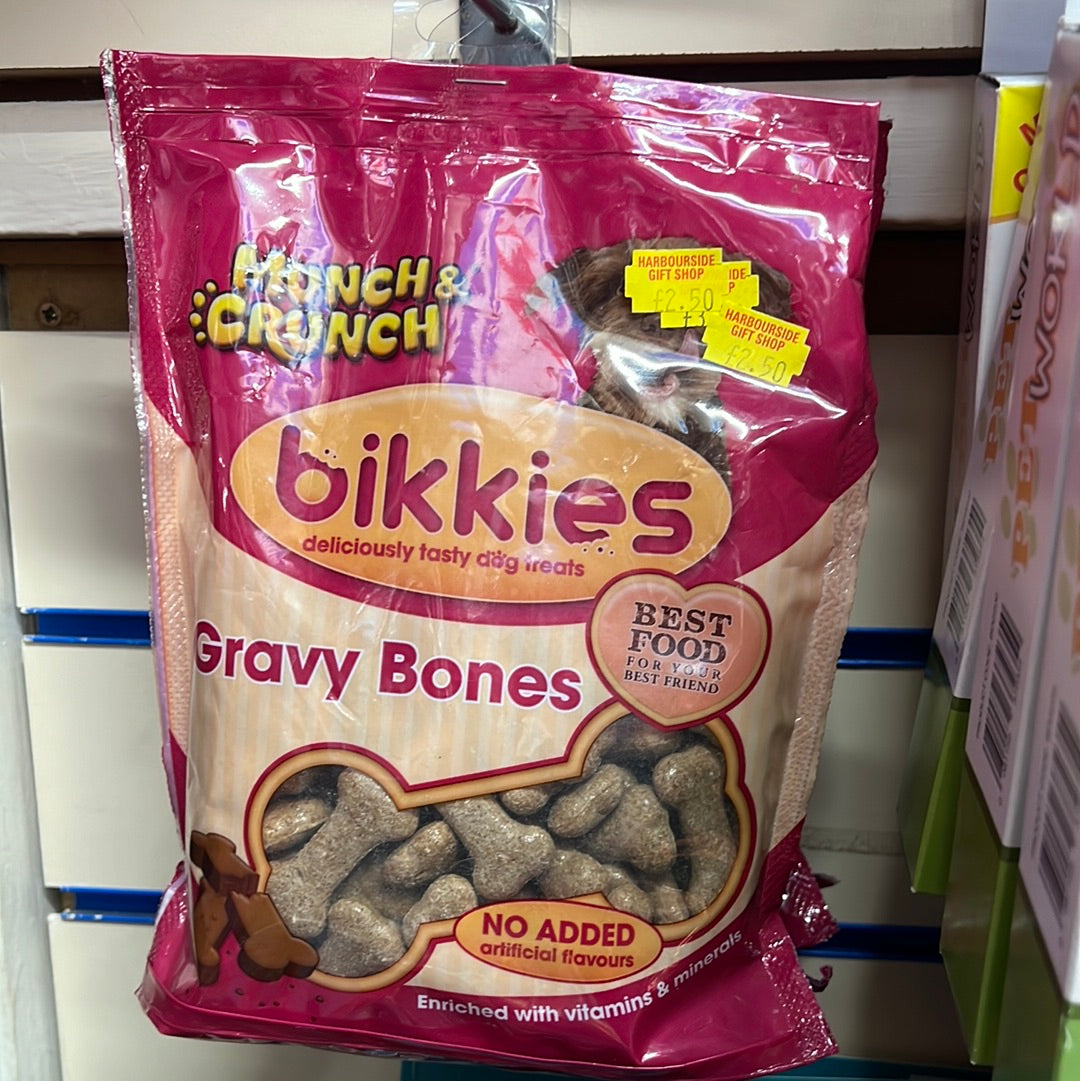 MUNCH &
CRUNCH
HARBOURSIDE
GIFT SHOP
£2.50
HARBOURSIDE
GIFT SHOP
£2.50
bikkies
deliciously tasty dog treats
Gravy Bones
BEST
FOOD
FOR YOUR
BEST FRIEND
NO ADDED
artificial flavours
Enriched with vitamins & minerals